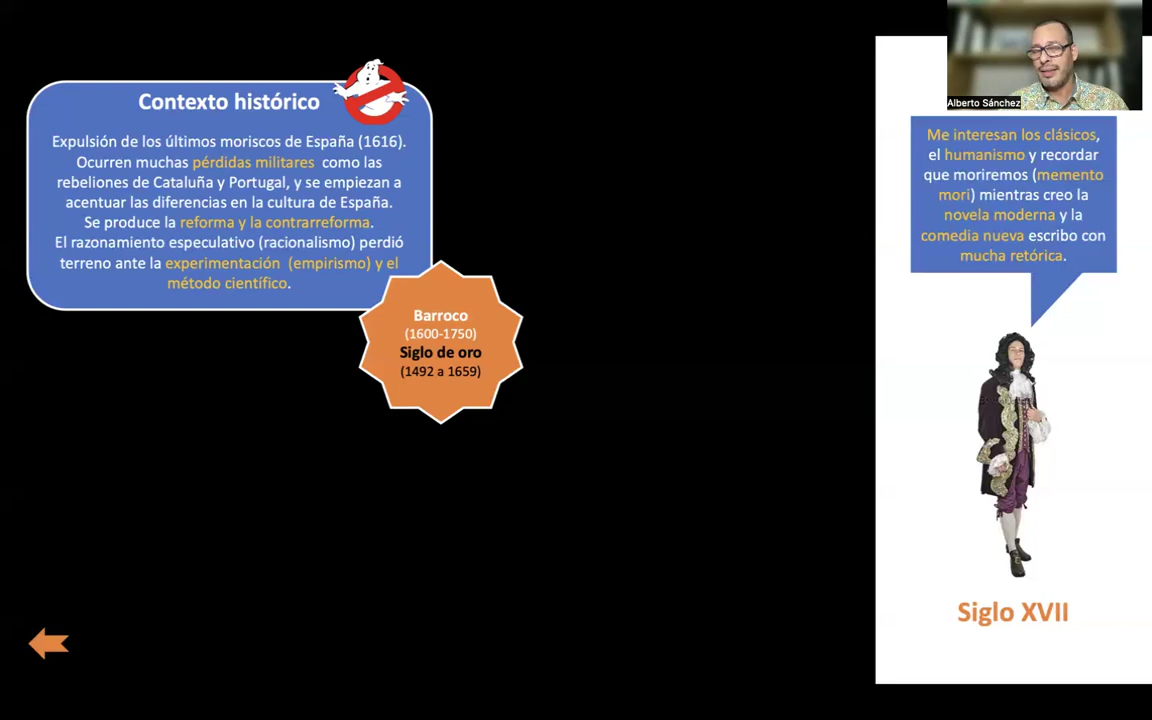 Contexto histórico
Expulsión de los últimos moriscos de España (1616).
Ocurren muchas pérdidas militares como las
rebeliones de Cataluña y Portugal, y se empiezan a
acentuar las diferencias en la cultura de España.
Se produce la reforma y la contrarreforma.
El razonamiento especulativo (racionalismo) perdió
terreno ante la experimentación (empirismo) y el
método científico.
Barroco
(1600-1750)
Siglo de oro
(1492 a 1659)
Alberto Sánchez
Me interesan los clásicos,
el humanismo y recordar
que moriremos (memento
mori) mientras creo la
novela moderna y la
comedia nueva escribo con
mucha retórica.
Siglo XVII